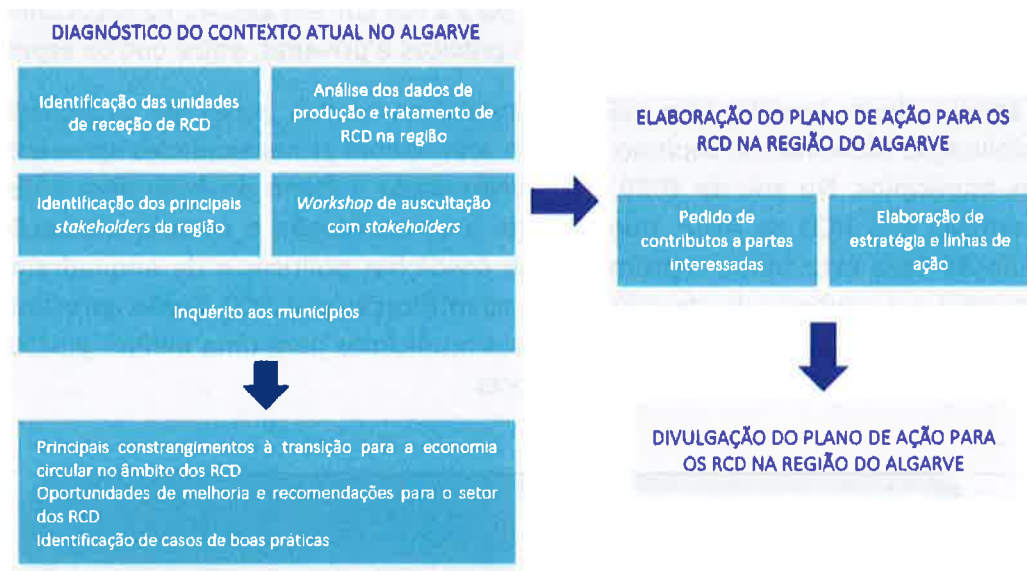 DIAGNÓSTICO DO CONTEXTO ATUAL NO ALGARVE
Identificação das unidades
de receção de RCD
Análise dos dados de
produção e tratamento de
RCD na região
Identificação dos principais
stakeholders da região
Workshop de auscultação
com stakeholders
Inquérito aos municípios
Principais constrangimentos à transição para a economia
circular no âmbito dos RCD
Oportunidades de melhoria e recomendações para o setor
dos RCD
Identificação de casos de boas práticas
ELABORAÇÃO DO PLANO DE AÇÃO PARA OS
RCD NA REGIÃO DO ALGARVE
Pedido de
contributos a partes
interessadas
Elaboração de
estratégia e linhas de
ação
DIVULGAÇÃO DO PLANO DE AÇÃO PARA
OS RCD NA REGIÃO DO ALGARVE